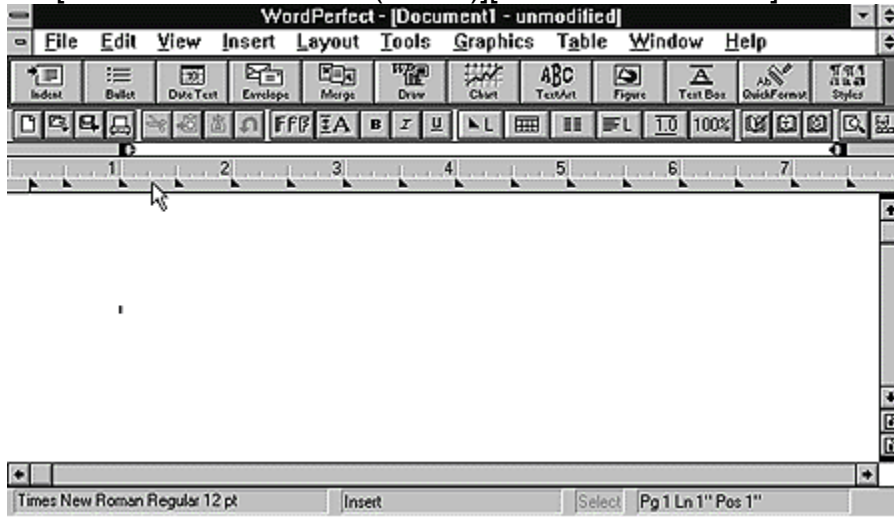 WordPerfect - [Document1 - unmodified]
File Edit View Insert Layout Tools Graphics Table Window Help
Indent Bullet Date Text Envelope Merge Draw Chart TextArt Figure Text Box QuickFormat Styles
B I U L L 1.0 100%
1 2 3 4 5 6 7
Times New Roman Regular 12 pt Insert Select Pg 1 Ln 1" Pos 1"